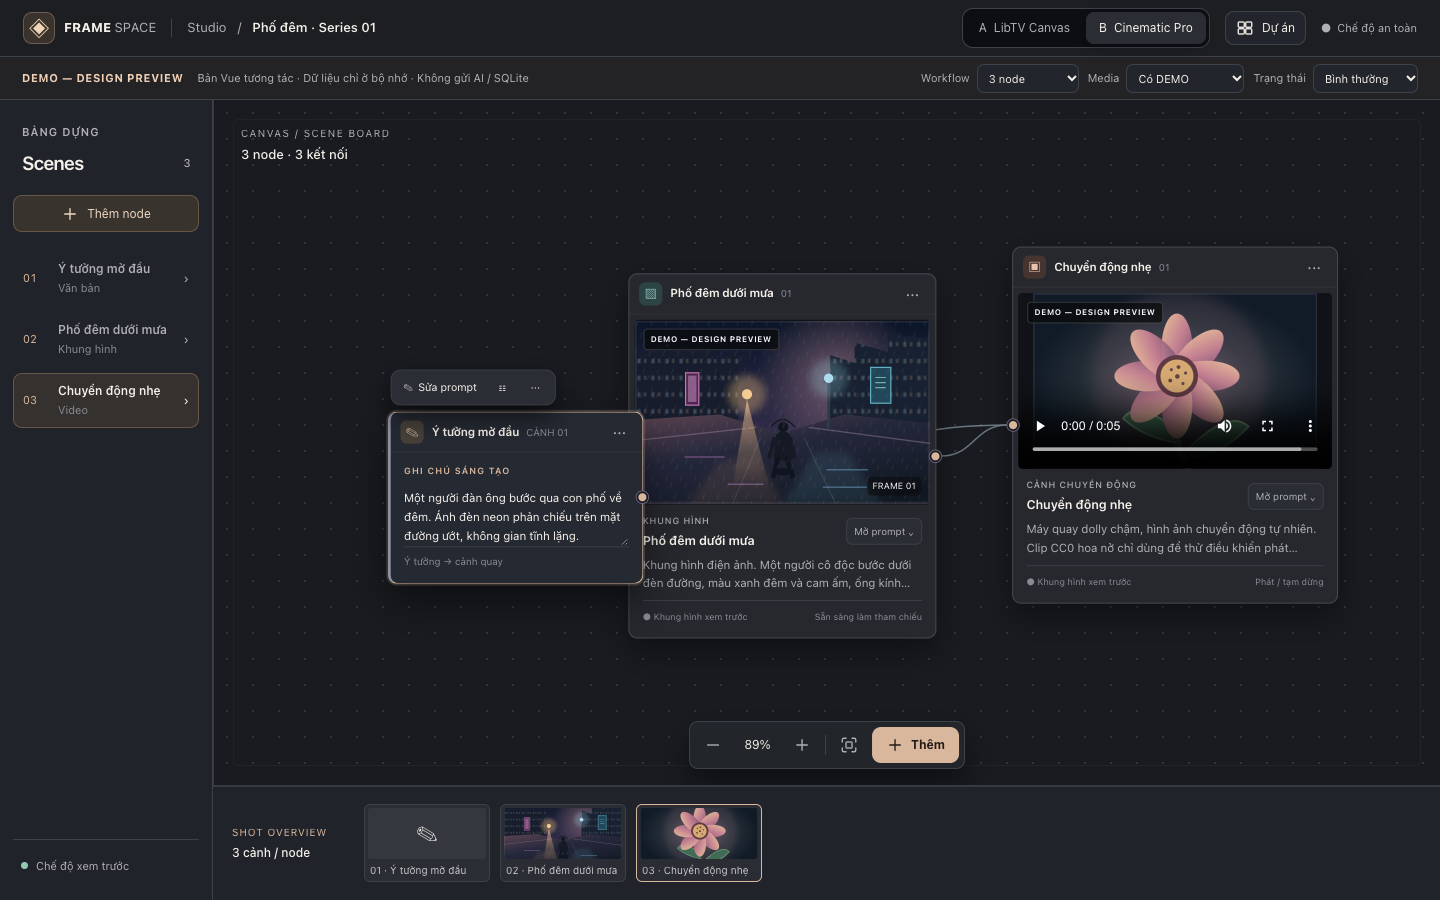 FRAME SPACE
Studio / Phố đêm · Series 01
A LibTV Canvas
B Cinematic Pro
Dự án
Chế độ an toàn
DEMO — DESIGN PREVIEW
Bản Vue tương tác · Dữ liệu chỉ ở bộ nhớ · Không gửi AI / SQLite
Workflow 3 node
Media Có DEMO
Trạng thái Bình thường
BẢNG DỰNG
Scenes 3
Thêm node
01 Ý tưởng mở đầu
Văn bản
02 Phố đêm dưới mưa
Khung hình
03 Chuyển động nhẹ
Video
Chế độ xem trước
CANVAS / SCENE BOARD
3 node · 3 kết nối
Sửa prompt
Ý tưởng mở đầu CẢNH 01
GHI CHÚ SÁNG TẠO
Một người đàn ông bước qua con phố về
đêm. Ánh đèn neon phản chiếu trên mặt
đường ướt, không gian tĩnh lặng.
Ý tưởng → cảnh quay
Phố đêm dưới mưa 01
DEMO — DESIGN PREVIEW
FRAME 01
KHUNG HÌNH
Phố đêm dưới mưa
Mở prompt
Khung hình điện ảnh. Một người cô độc bước dưới
đèn đường, màu xanh đêm và cam ấm, ống kính...
Khung hình xem trước
Sẵn sàng làm tham chiếu
Chuyển động nhẹ 01
DEMO — DESIGN PREVIEW
0:00 / 0:05
CẢNH CHUYỂN ĐỘNG
Chuyển động nhẹ
Mở prompt
Máy quay dolly chậm, hình ảnh chuyển động tự nhiên.
Clip CC0 hoa nở chỉ dùng để thử điều khiển phát...
Khung hình xem trước
Phát / tạm dừng
89%
Thêm
SHOT OVERVIEW
3 cảnh / node
01 · Ý tưởng mở đầu
02 · Phố đêm dưới mưa
03 · Chuyển động nhẹ